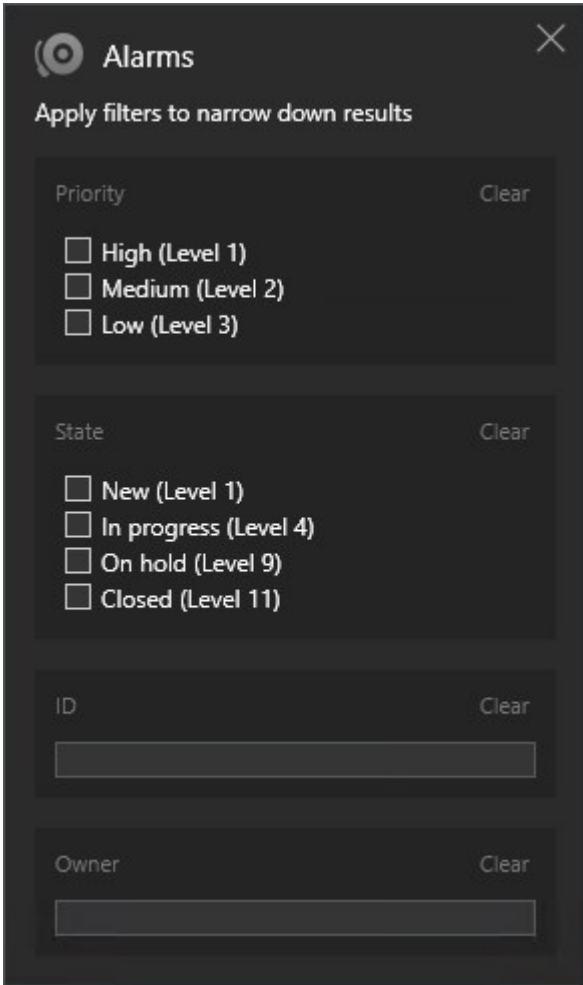 Alarms
Apply filters to narrow down results
Priority Clear
High (Level 1)
Medium (Level 2)
Low (Level 3)
State Clear
New (Level 1)
In progress (Level 4)
On hold (Level 9)
Closed (Level 11)
ID Clear
Owner Clear